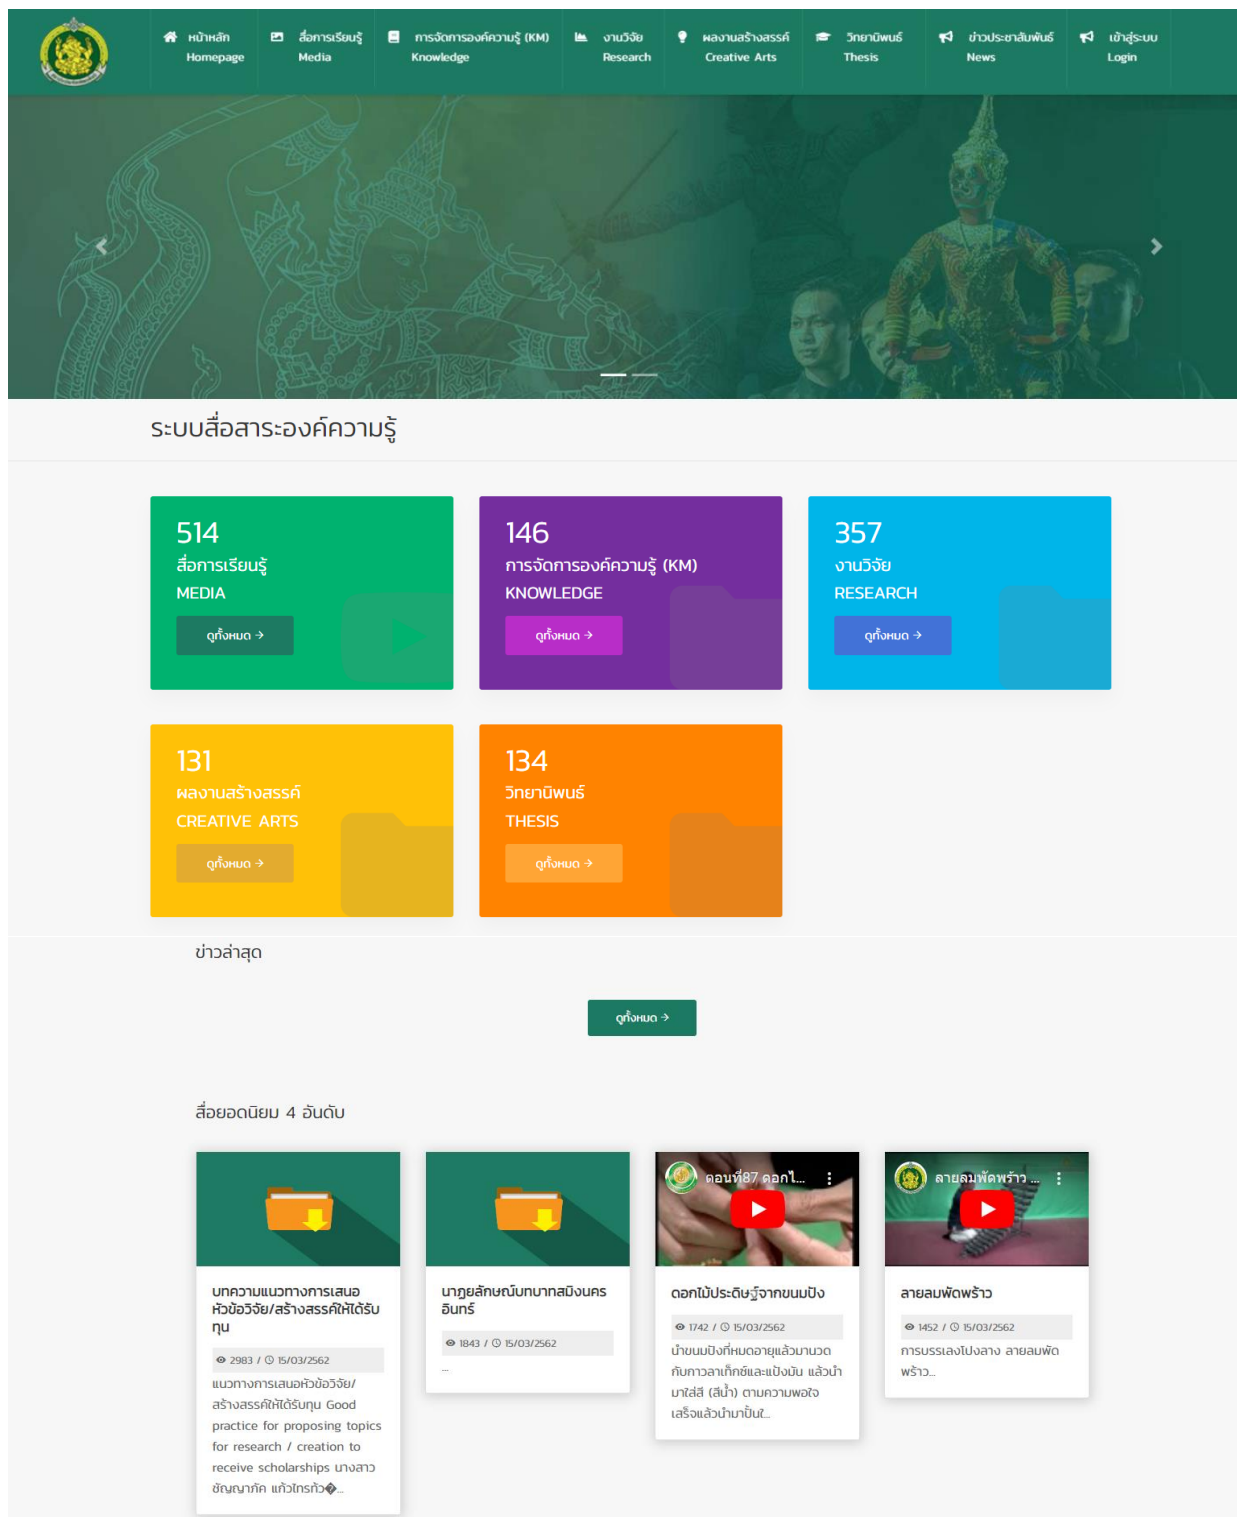 หน้าหลัก
Homepage
สื่อการเรียนรู้
Media
การจัดการองค์ความรู้ (KM)
Knowledge
งานวิจัย
Research
ผลงานสร้างสรรค์
Creative Arts
วิทยานิพนธ์
Thesis
ข่าวประชาสัมพันธ์
News
เข้าสู่ระบบ
Login
ระบบสื่อสาระองค์ความรู้
514
สื่อการเรียนรู้
MEDIA
ดูทั้งหมด →
146
การจัดการองค์ความรู้ (KM)
KNOWLEDGE
ดูทั้งหมด →
357
งานวิจัย
RESEARCH
ดูทั้งหมด →
131
ผลงานสร้างสรรค์
CREATIVE ARTS
ดูทั้งหมด →
134
วิทยานิพนธ์
THESIS
ดูทั้งหมด →
ข่าวล่าสุด
ดูทั้งหมด →
สื่อยอดนิยม 4 อันดับ
บทความแนวทางการเสนอ
หัวข้อวิจัย/สร้างสรรค์ให้ได้รับ
ทุน
2983 / 15/03/2562
แนวทางการเสนอหัวข้อวิจัย/
สร้างสรรค์ให้ได้รับทุน Good
practice for proposing topics
for research / creation to
receive scholarships นางสาว
ชัญญาภัค แก้วไทรท้ว�...
นาฏยลักษณ์บทบาทสมิงนคร
อินทร์
1843 / 15/03/2562
...
ตอนที่87 ดอกไ...
ดอกไม้ประดิษฐ์จากขนมปัง
1742 / 15/03/2562
นำขนมปังที่หมดอายุแล้วมานวด
กับกาวลาเท็กซ์และแป้งมัน แล้วนำ
มาใส่สี (สีน้ำ) ตามความพอใจ
เสร็จแล้วนำมาปั้นใ...
ลายลมพัดพร้าว ...
ลายลมพัดพร้าว
1452 / 15/03/2562
การบรรเลงโปงลาง ลายลมพัด
พร้าว...